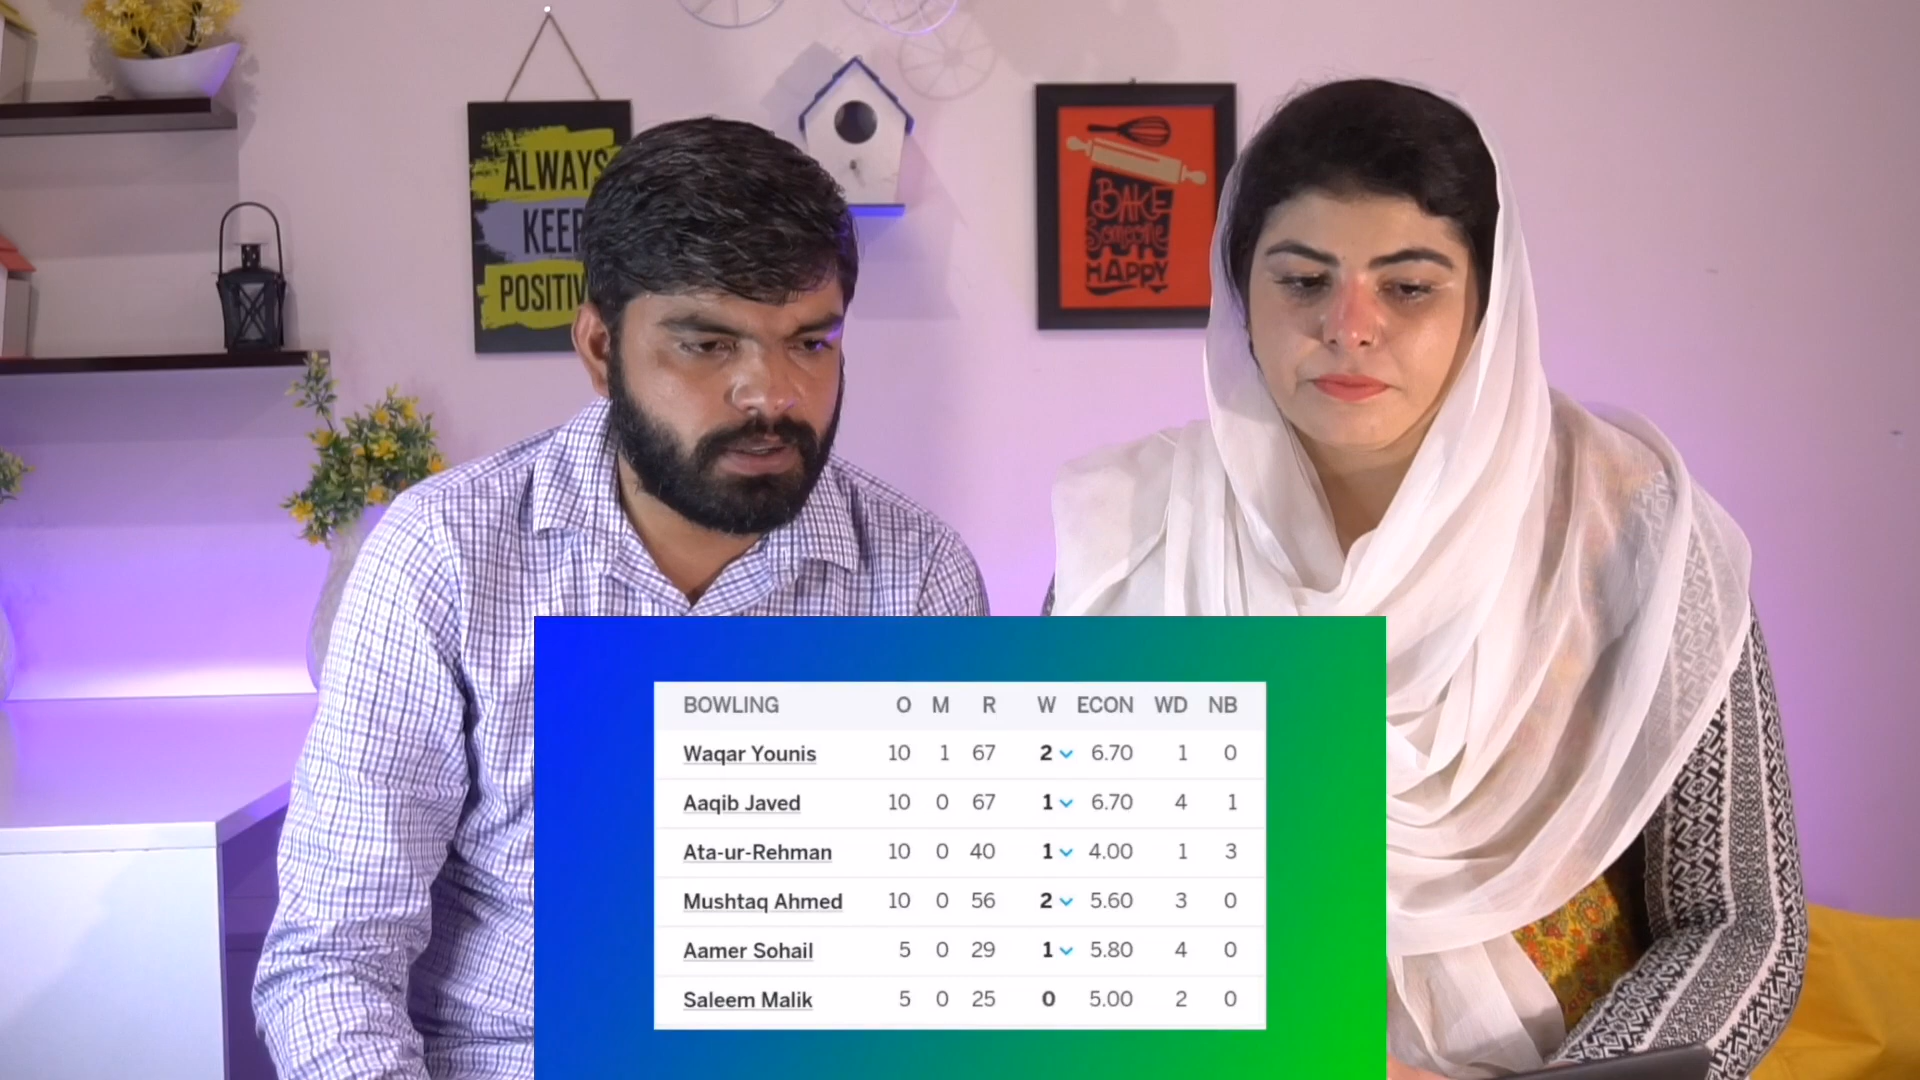 ALWAYS
KEEP
POSITIV
BAKE
Someone
HAPPY
BOWLING O M R W ECON WD NB
Waqar Younis 10 1 67 2 6.70 1 0
Aaqib Javed 10 0 67 1 6.70 4 1
Ata-ur-Rehman 10 0 40 1 4.00 1 3
Mushtaq Ahmed 10 0 56 2 5.60 3 0
Aamer Sohail 5 0 29 1 5.80 4 0
Saleem Malik 5 0 25 0 5.00 2 0